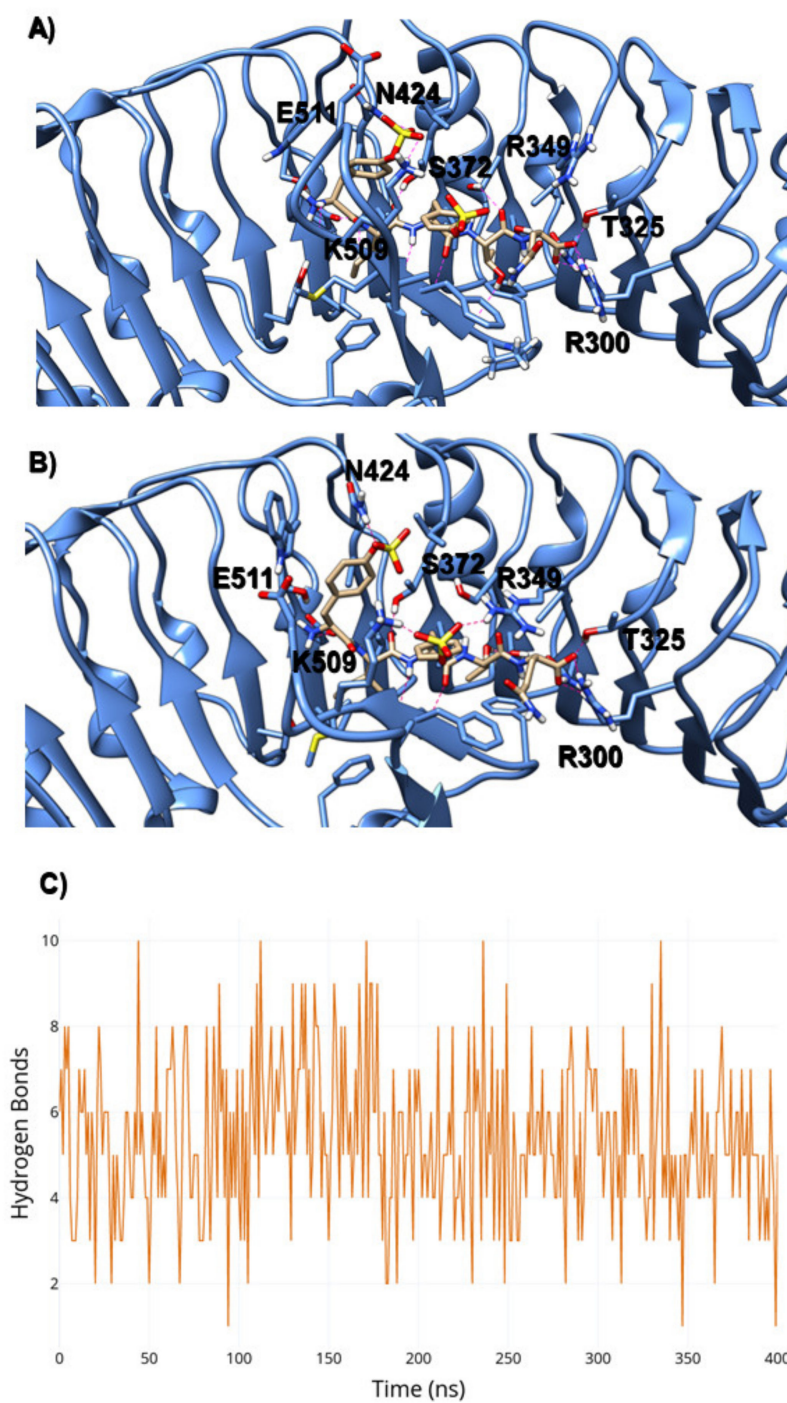 A)
E511 N424
S372 R349
K509 T325
R300
B)
N424
E511 S372 R349
K509 T325
R300
C)
10
8
6
4
2
Hydrogen Bonds
0 50 100 150 200 250 300 350 400
Time (ns)